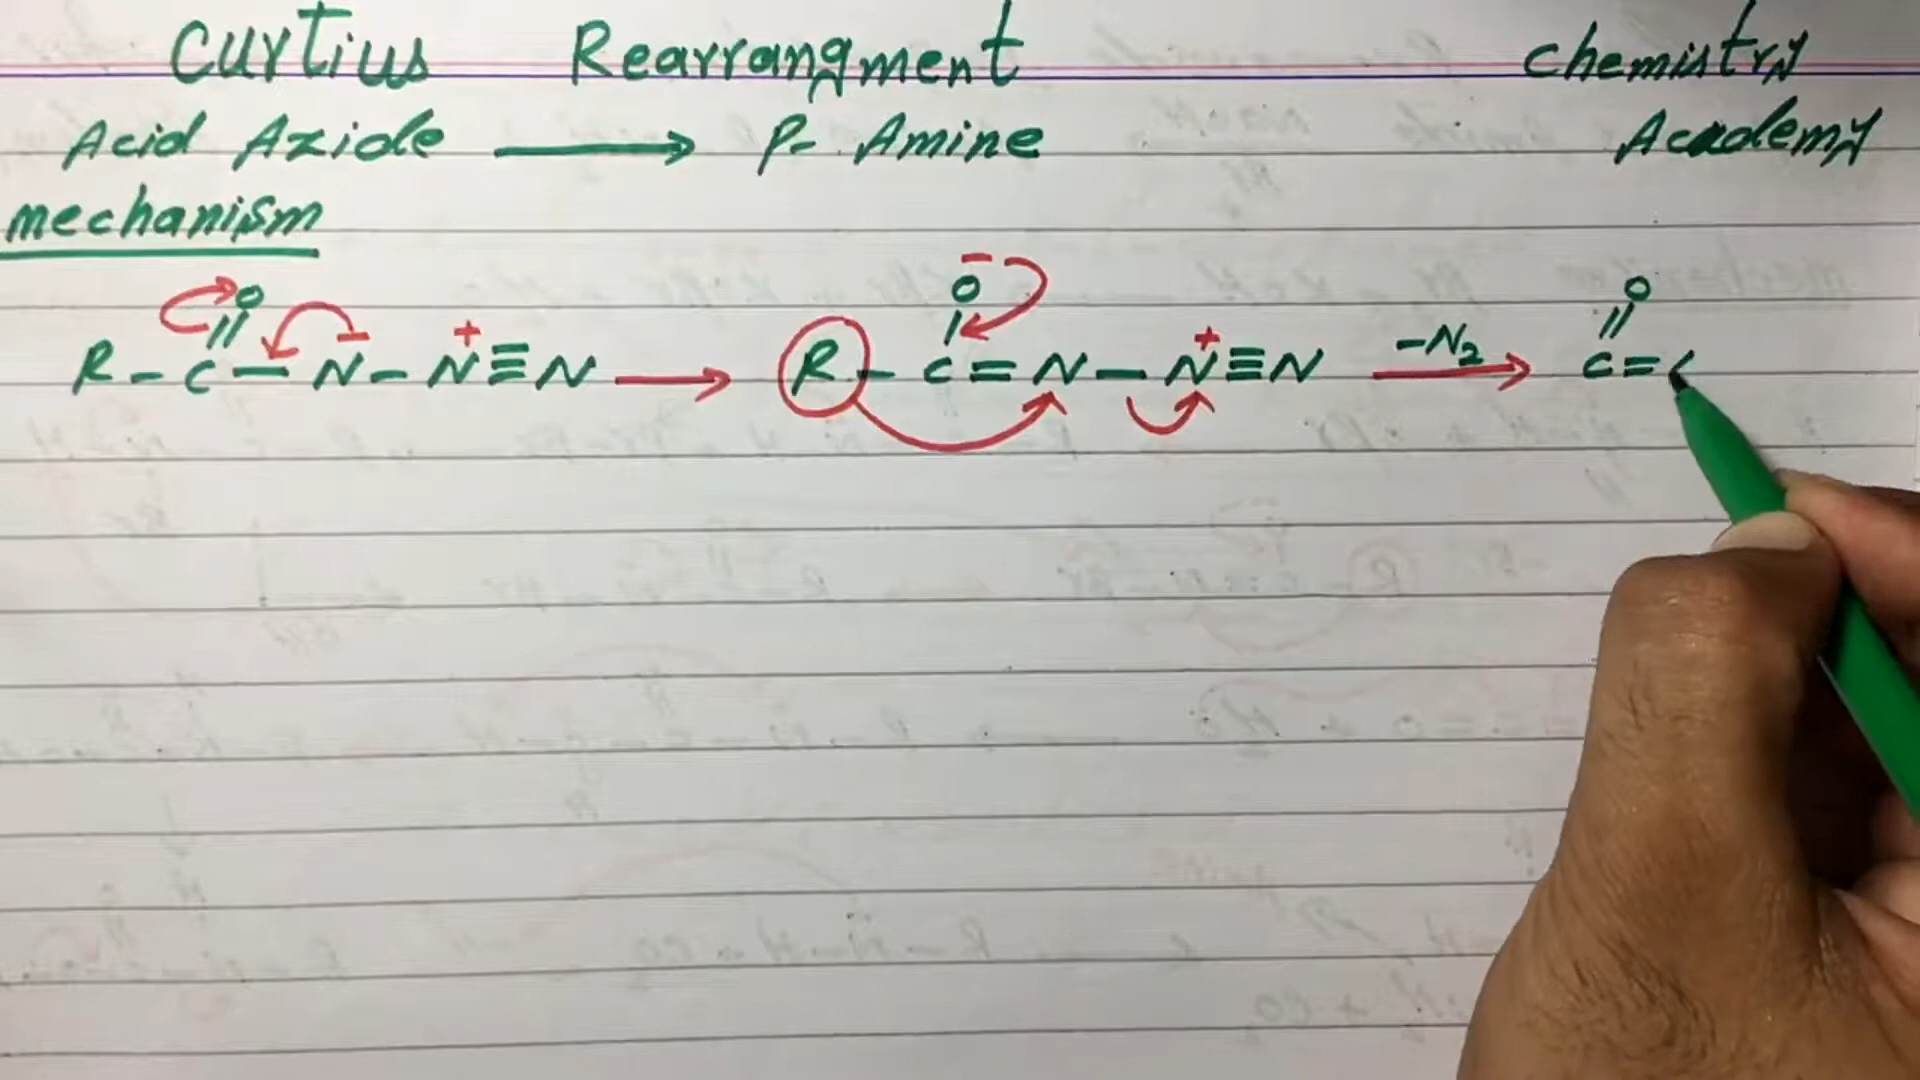 Curtius Rearrangment Chemistry
Acid Azide → P- Amine Academy
mechanism
O O⁻ O
R - C - N⁻ - N⁺ ≡ N → R - C = N - N⁺ ≡ N -N₂ → C =